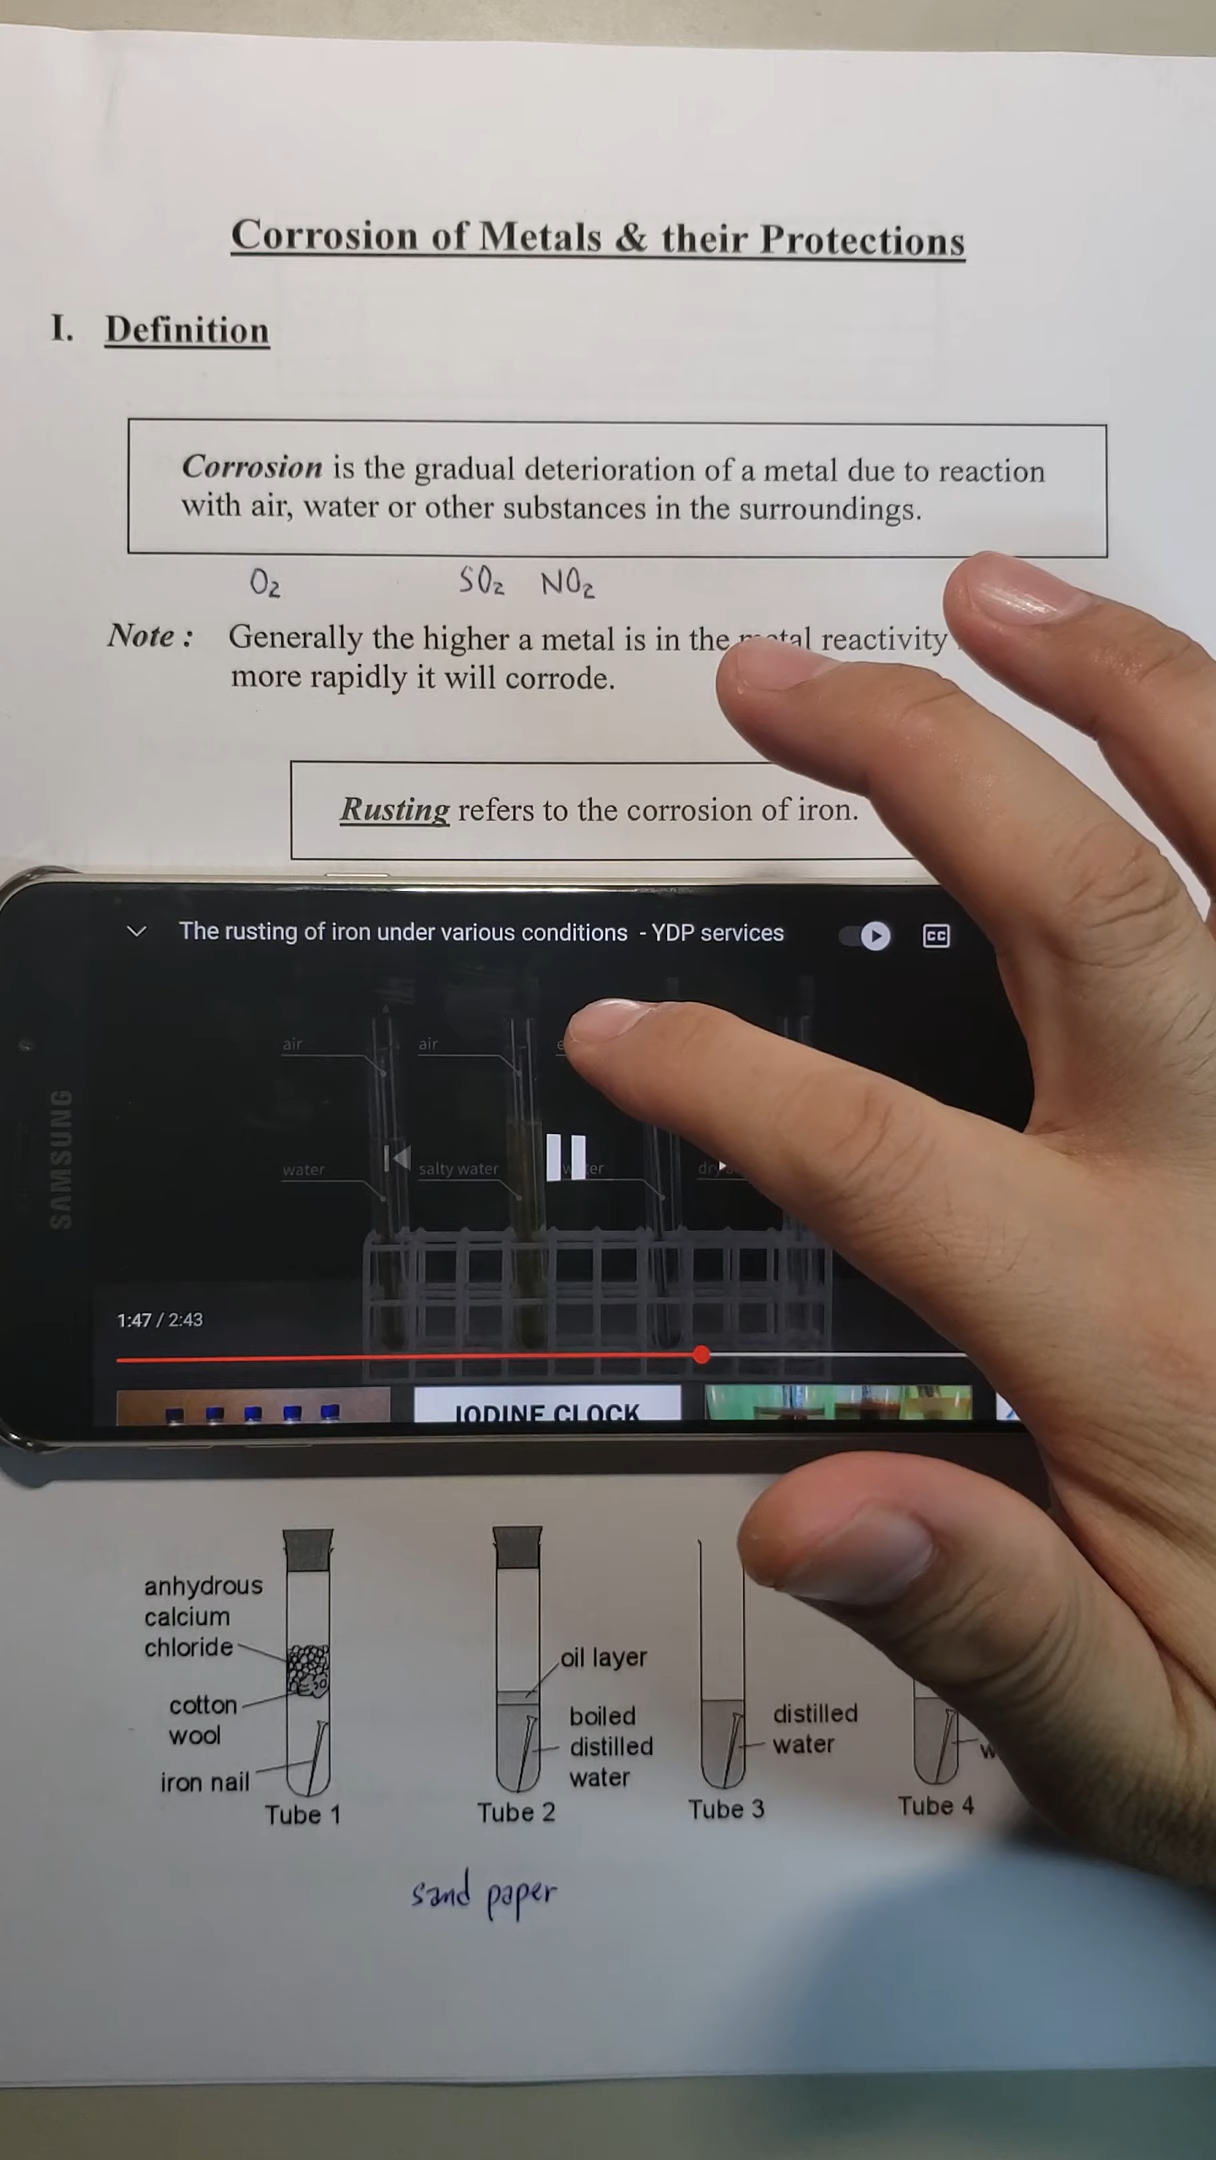 Corrosion of Metals & their Protections
I. Definition
Corrosion is the gradual deterioration of a metal due to reaction
with air, water or other substances in the surroundings.
O₂ SO₂ NO₂
Note : Generally the higher a metal is in the metal reactivity
more rapidly it will corrode.
Rusting refers to the corrosion of iron.
SAMSUNG
The rusting of iron under various conditions - YDP services
CC
air air
water salty water
1:47 / 2:43
IODINE CLOCK
anhydrous
calcium
chloride
cotton
wool
iron nail
Tube 1
oil layer
boiled
distilled
water
Tube 2
distilled
water
Tube 3
Tube 4
sand paper